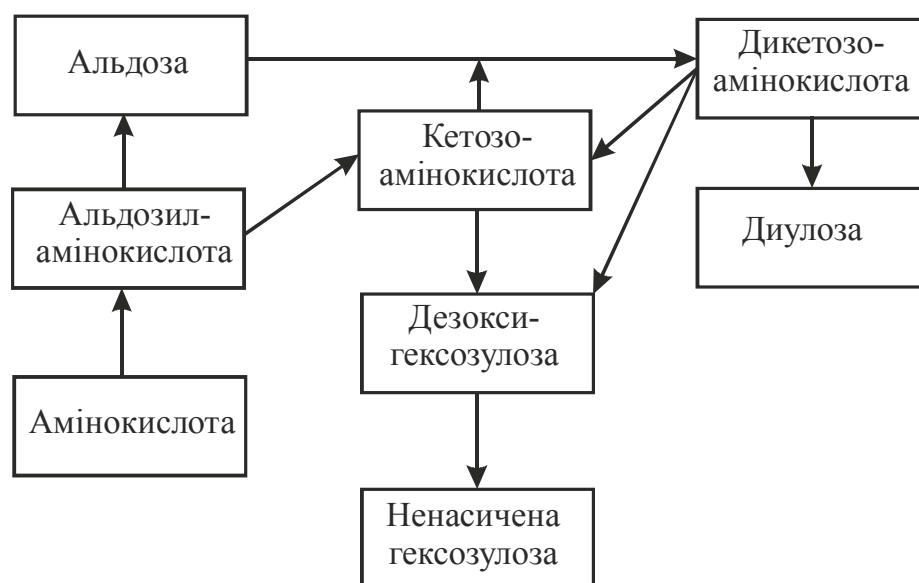 Альдоза
Дикетозо-
амінокислота
Кетозо-
амінокислота
Альдозил-
амінокислота
Диулоза
Дезокси-
гексозулоза
Амінокислота
Ненасичена
гексозулоза